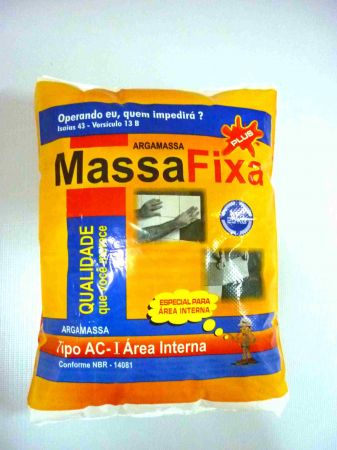 Operando eu, quem impedirá ?
Isaías 43 - Versículo 13 B
PLUS
ARGAMASSA
MassaFixa
QUALIDADE
que você merece
ESPECIAL PARA
ÁREA INTERNA
ARGAMASSA
Tipo AC-I Área Interna
Conforme NBR - 14081